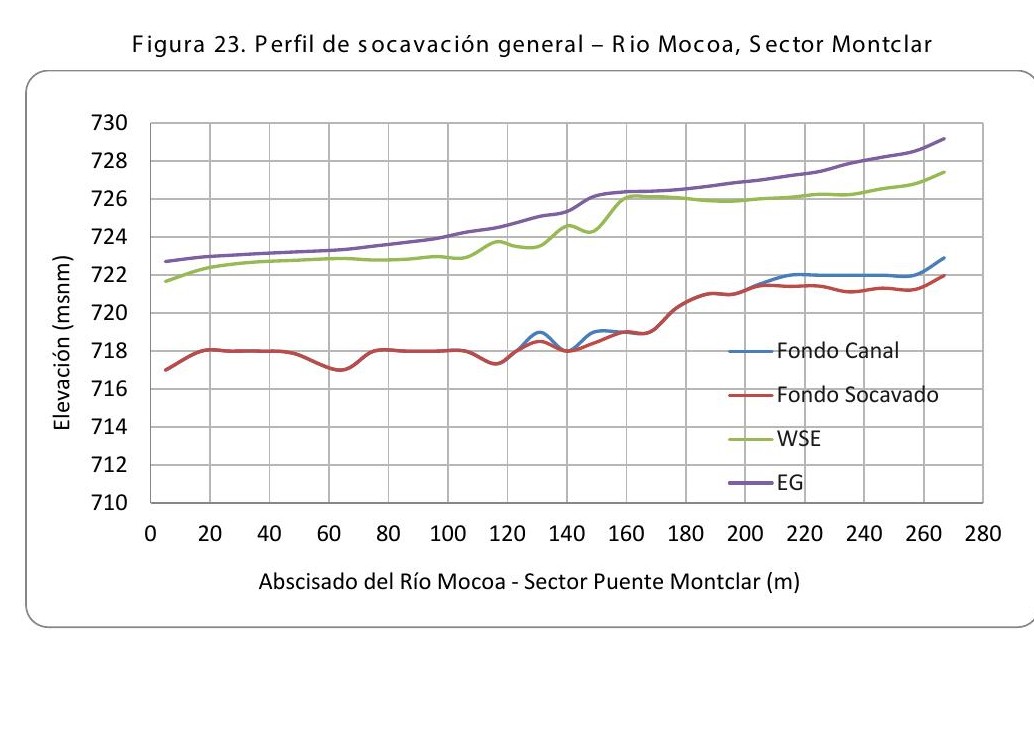 Figura 23. Perfil de socavación general – Rio Mocoa, Sector Montclar
730
728
726
724
722
720
718
716
714
712
710
Elevación (msnm)
Fondo Canal
Fondo Socavado
WSE
EG
0 20 40 60 80 100 120 140 160 180 200 220 240 260 280
Abscisado del Río Mocoa - Sector Puente Montclar (m)